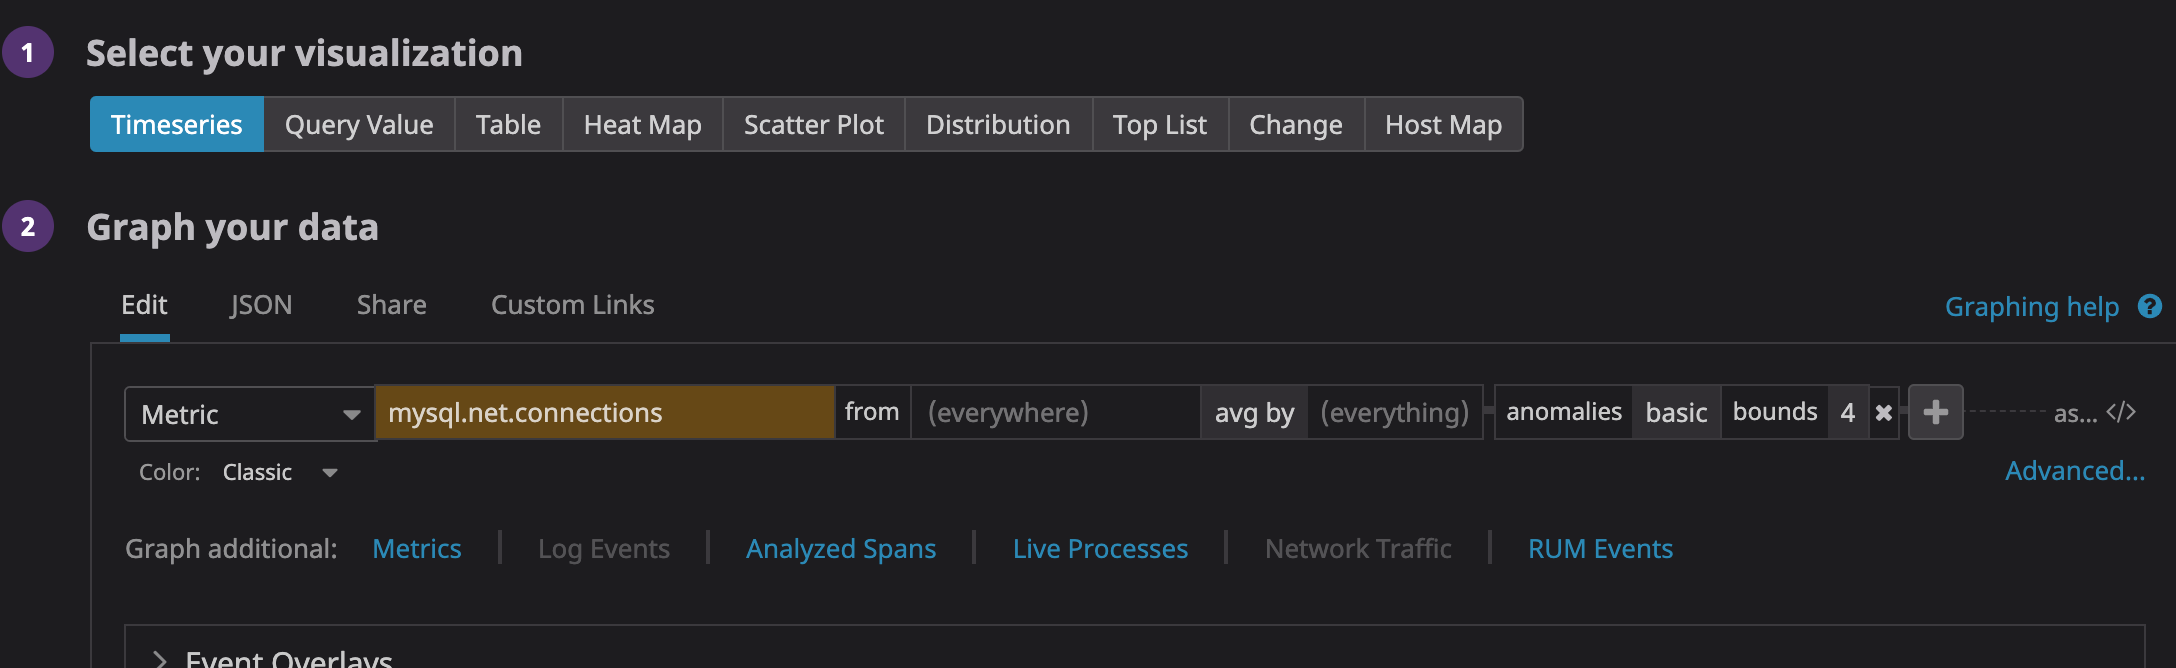 1 Select your visualization
Timeseries Query Value Table Heat Map Scatter Plot Distribution Top List Change Host Map
2 Graph your data
Edit JSON Share Custom Links Graphing help ?
Metric mysql.net.connections from (everywhere) avg by (everything) anomalies basic bounds 4 ✖ + as... </>
Color: Classic Advanced...
Graph additional: Metrics | Log Events | Analyzed Spans | Live Processes | Network Traffic | RUM Events
> Event Overlays